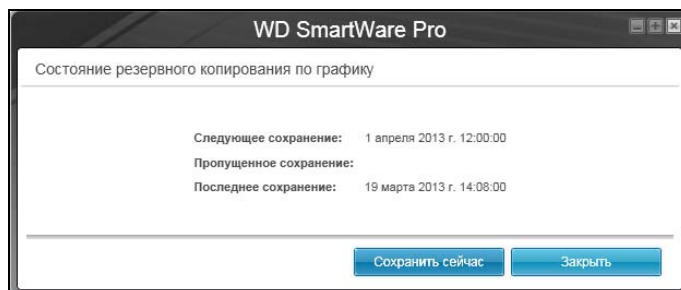 WD SmartWare Pro
Состояние резервного копирования по графику
Следующее сохранение: 1 апреля 2013 г. 12:00:00
Пропущенное сохранение:
Последнее сохранение: 19 марта 2013 г. 14:08:00
Сохранить сейчас Закрыть